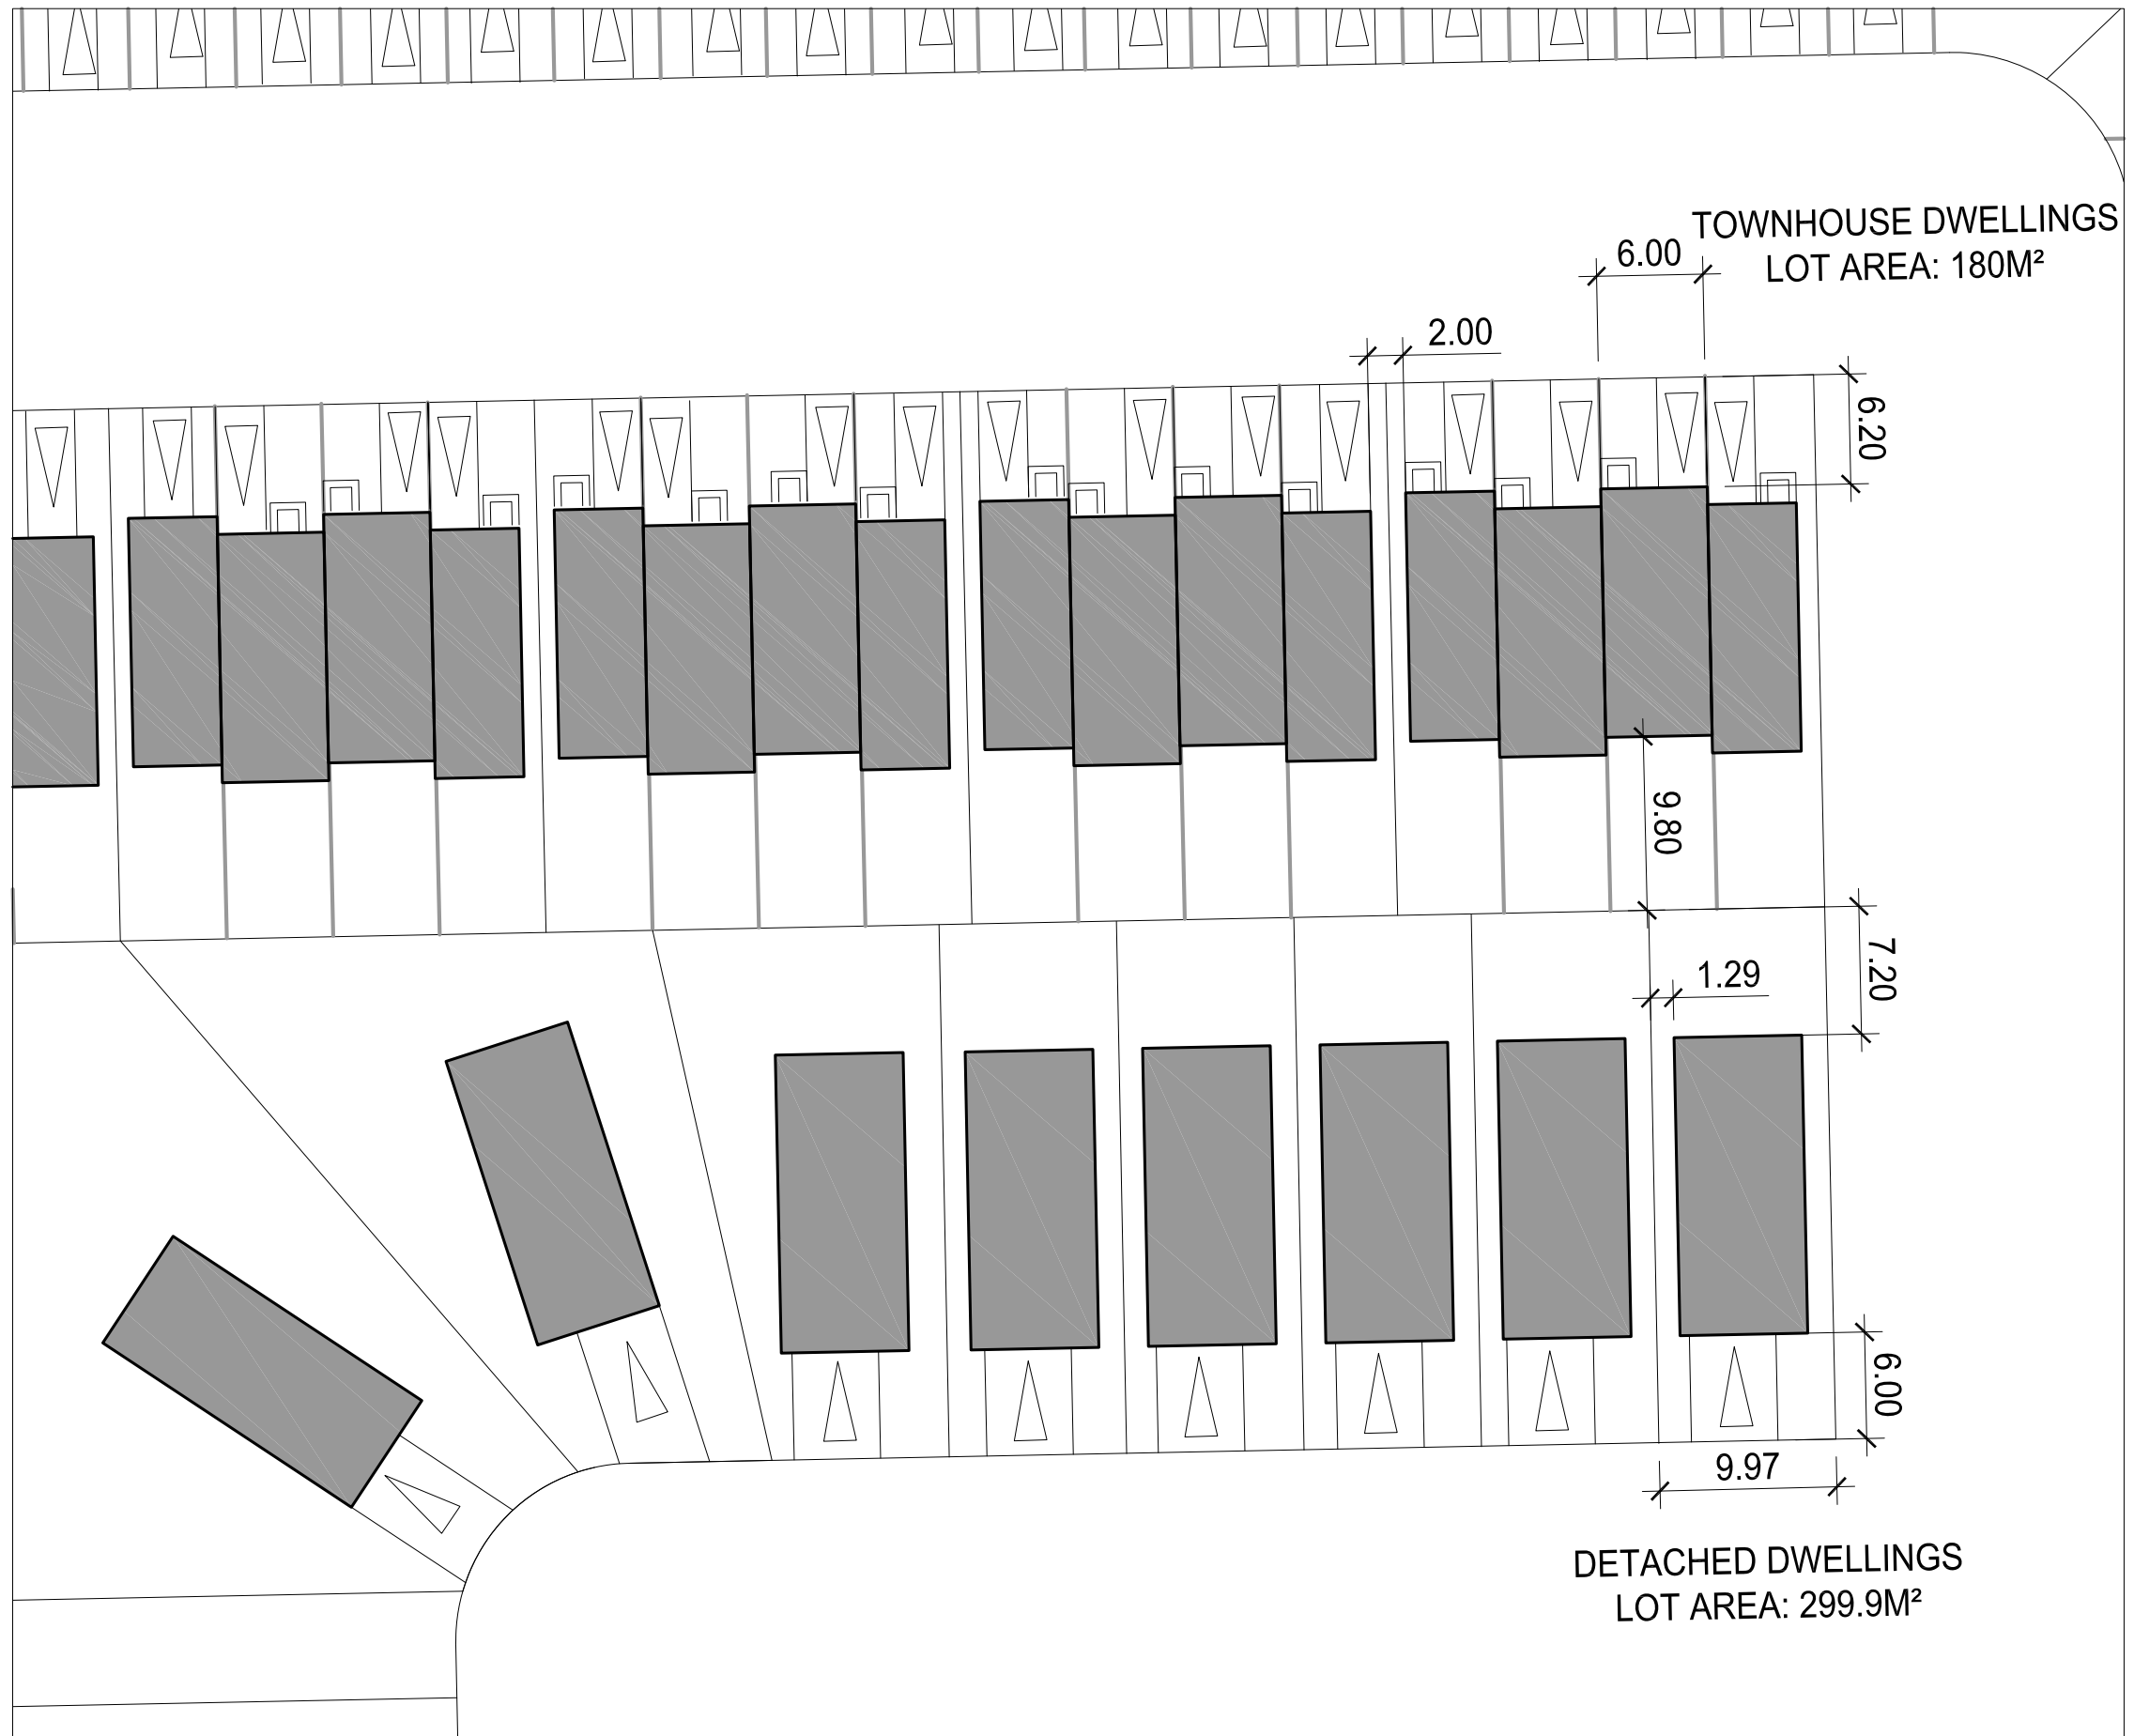 TOWNHOUSE DWELLINGS
LOT AREA: 180M²
6.00
2.00
6.20
9.80
7.20
1.29
6.00
9.97
DETACHED DWELLINGS
LOT AREA: 299.9M²